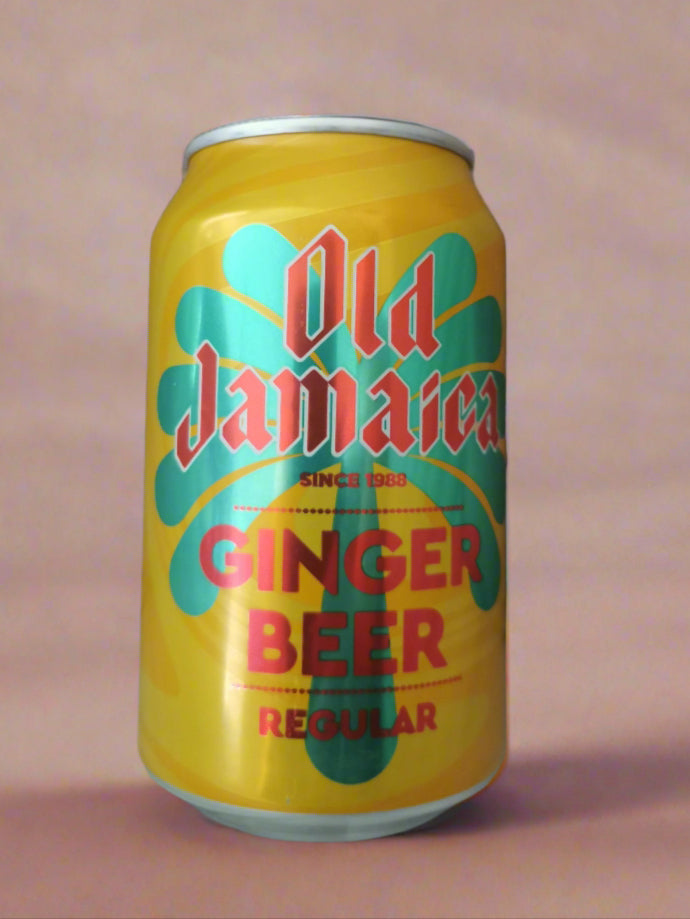 Old
Jamaica
SINCE 1988
GINGER
BEER
REGULAR